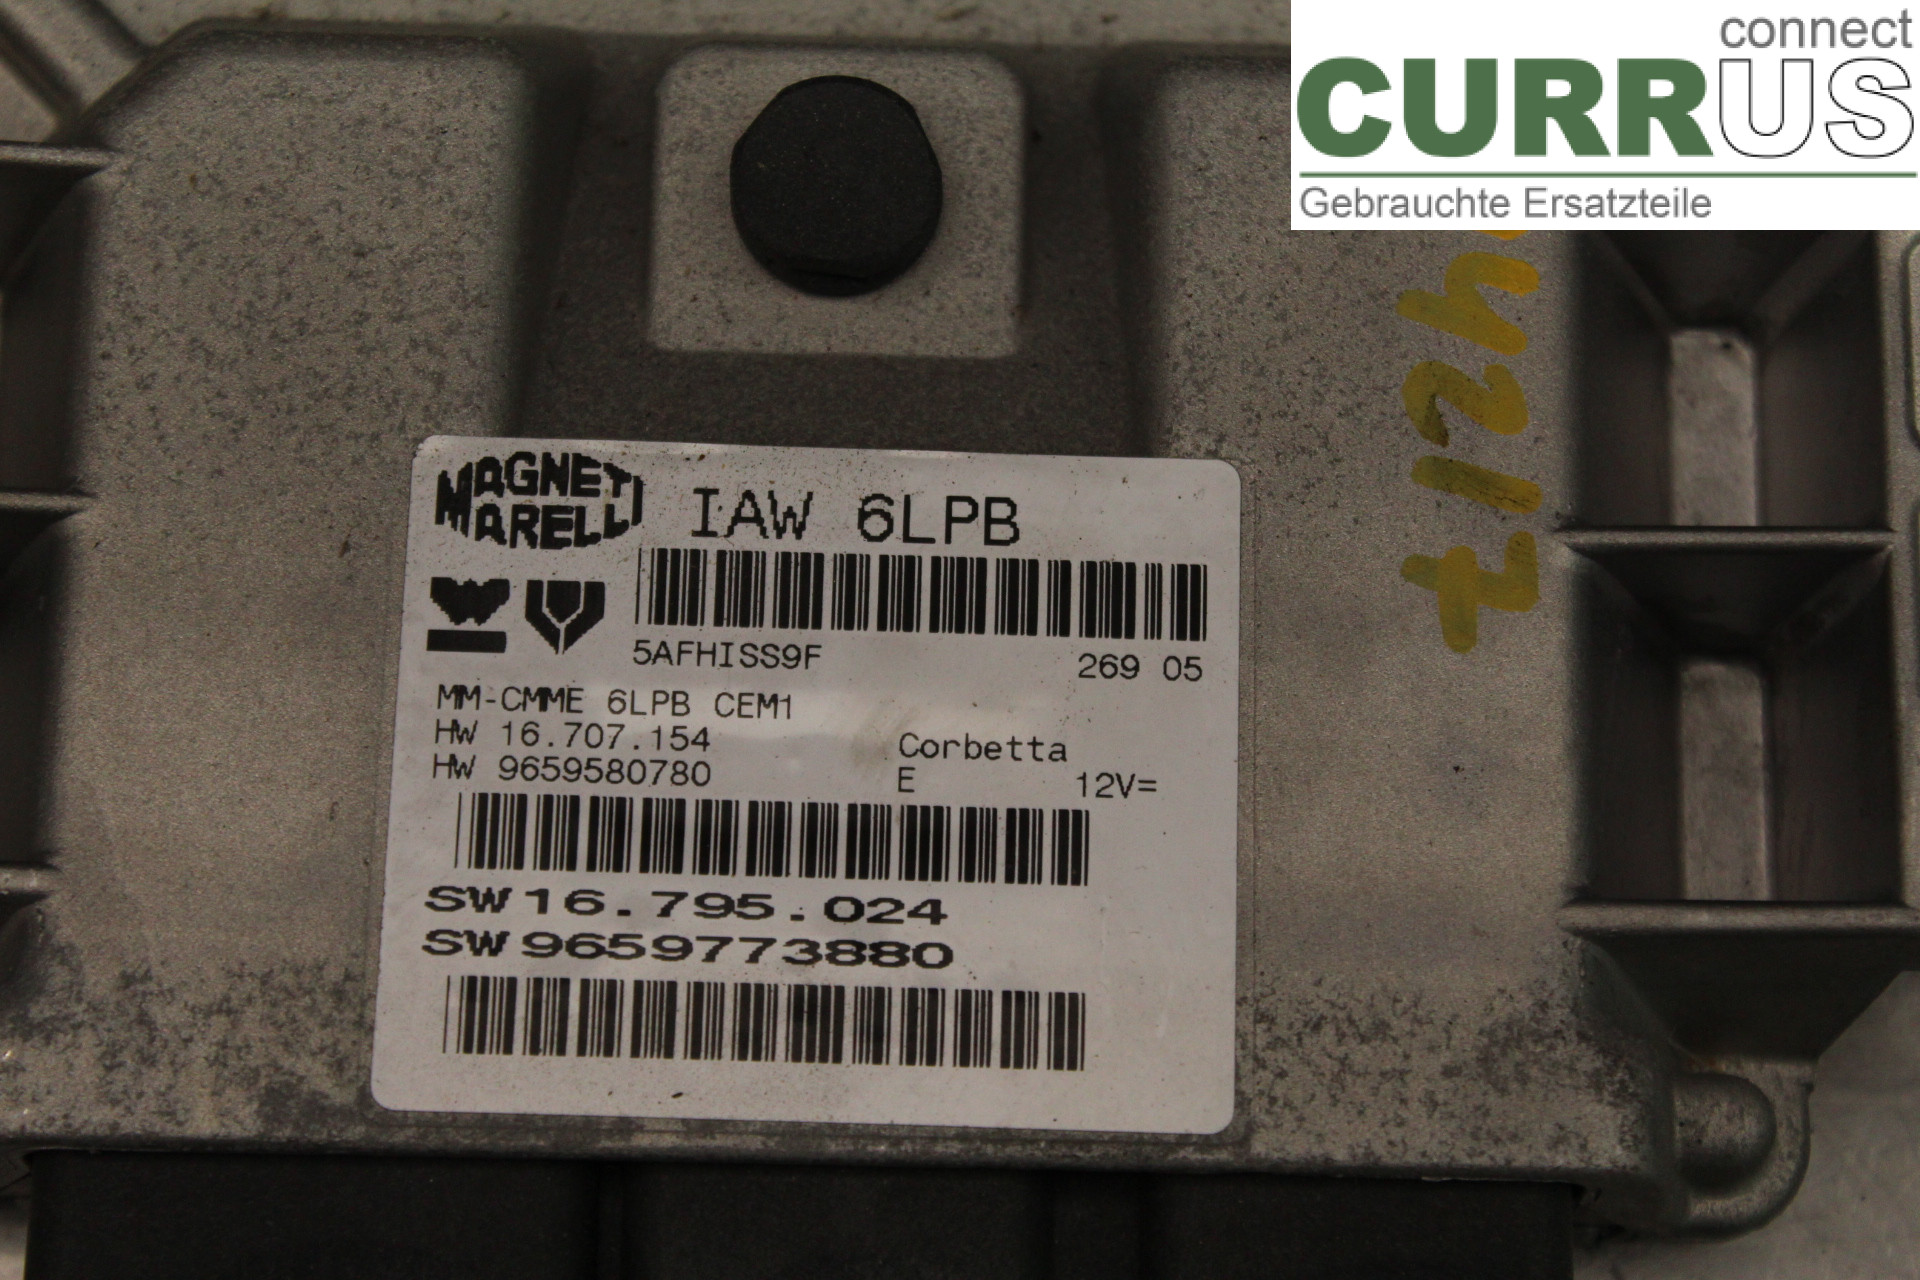 connect
CURRUS
Gebrauchte Ersatzteile
MAGNETI
MARELLI
IAW 6LPB
5AFHISS9F 269 05
MM-CMME 6LPB CEM1
HW 16.707.154 Corbetta
HW 9659580780 E 12V=
SW 16.795.024
SW 9659773880